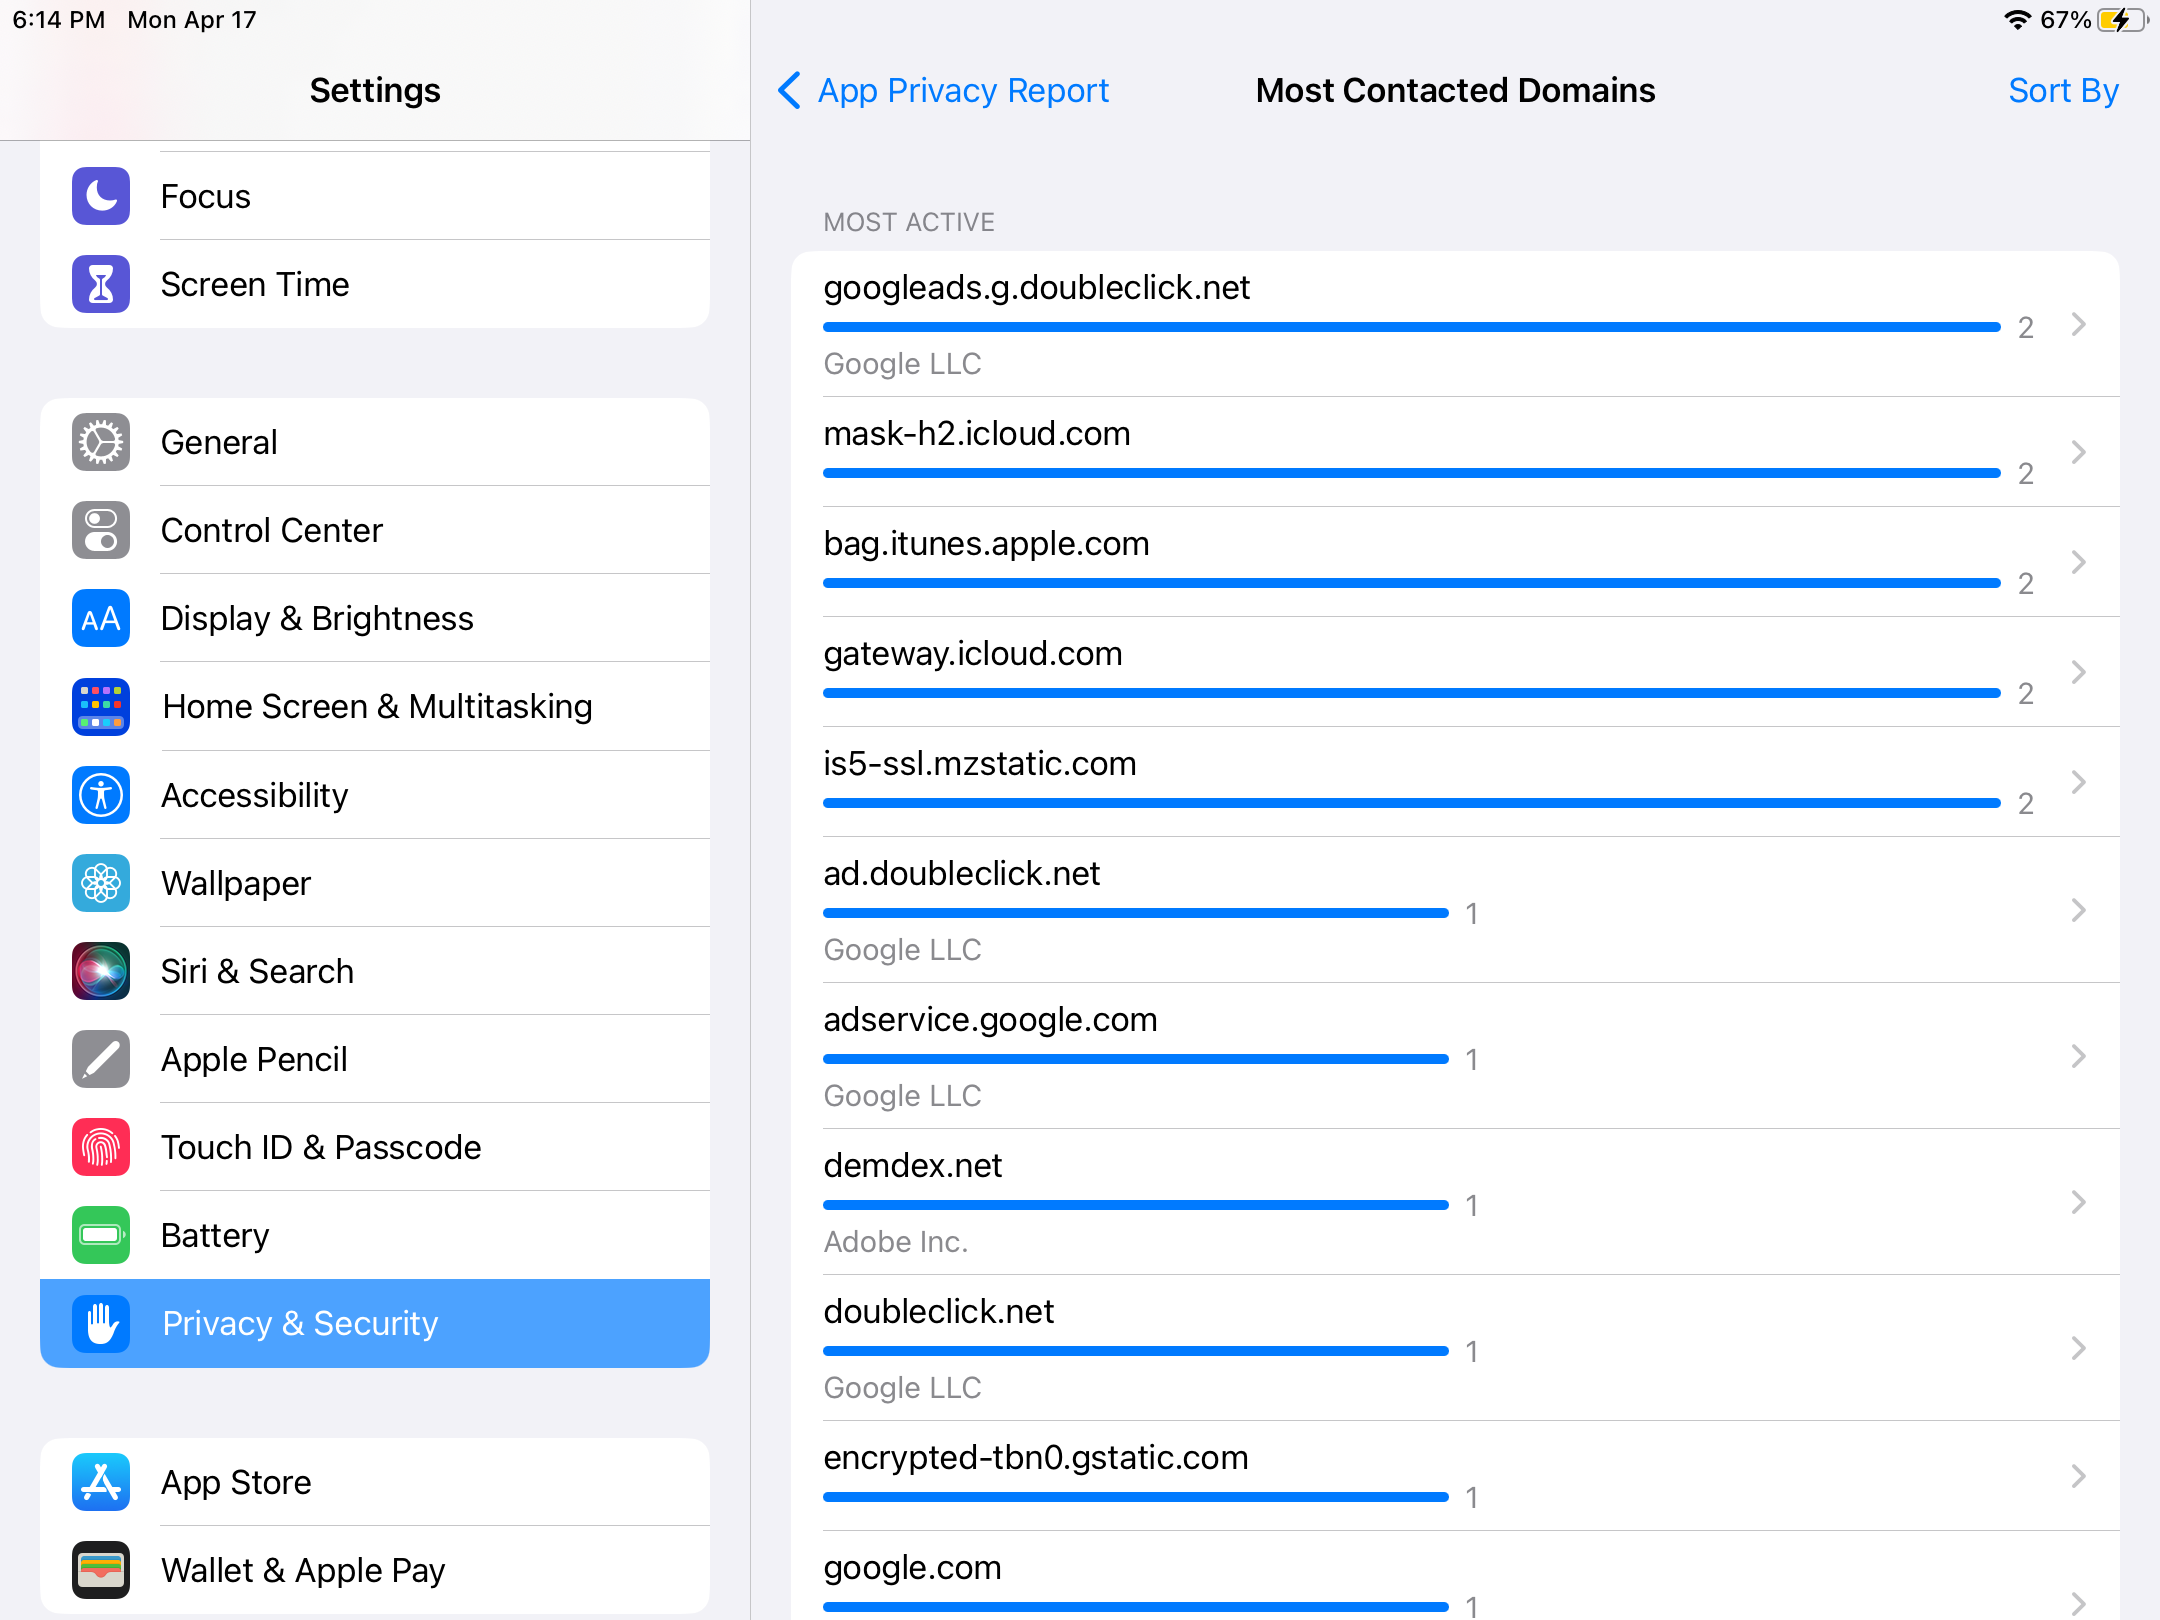 6:14 PM Mon Apr 17
67%
Settings
Focus
Screen Time
General
Control Center
AA Display & Brightness
Home Screen & Multitasking
Accessibility
Wallpaper
Siri & Search
Apple Pencil
Touch ID & Passcode
Battery
Privacy & Security
App Store
Wallet & Apple Pay
App Privacy Report
Most Contacted Domains
Sort By
MOST ACTIVE
googleads.g.doubleclick.net
2
Google LLC
mask-h2.icloud.com
2
bag.itunes.apple.com
2
gateway.icloud.com
2
is5-ssl.mzstatic.com
2
ad.doubleclick.net
1
Google LLC
adservice.google.com
1
Google LLC
demdex.net
1
Adobe Inc.
doubleclick.net
1
Google LLC
encrypted-tbn0.gstatic.com
1
google.com
1